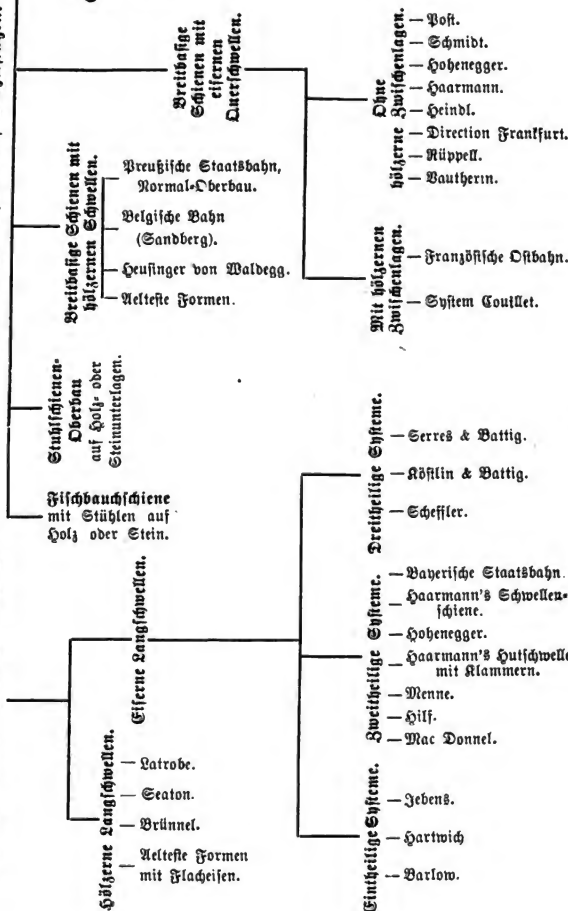 Breitbasige
Schienen mit
eisernen
Querschwellen.
Ohne
hölzerne Zwischenlagen.
Post.
Schmidt.
Hohenegger.
Haarmann.
Heindl.
Direction Frankfurt.
Rüppell.
Vautherin.
Mit hölzernen
Zwischenlagen.
Französische Ostbahn.
System Couillet.
Breitbasige Schienen mit
hölzernen Schwellen.
Preußische Staatsbahn,
Normal-Oberbau.
Belgische Bahn
(Sandberg).
Heusinger von Waldegg.
Aelteste Formen.
Stuhlschienen-
Oberbau
auf Holz- oder
Steinunterlagen.
Fischbauchschiene
mit Stühlen auf
Holz oder Stein.
Eiserne Langschwellen.
Dreitheilige Systeme.
Serres & Battig.
Köstlin & Battig.
Scheffler.
Zweitheilige Systeme.
Bayerische Staatsbahn.
Haarmann's Schwellen-
schiene.
Hohenegger.
Haarmann's Hutschwelle
mit Klammern.
Menne.
Hilf.
Mac Donnel.
Eintheilige Systeme.
Jebens.
Hartwich
Barlow.
Hölzerne Langschwellen.
Latrobe.
Seaton.
Brünnel.
Aelteste Formen
mit Flacheisen.